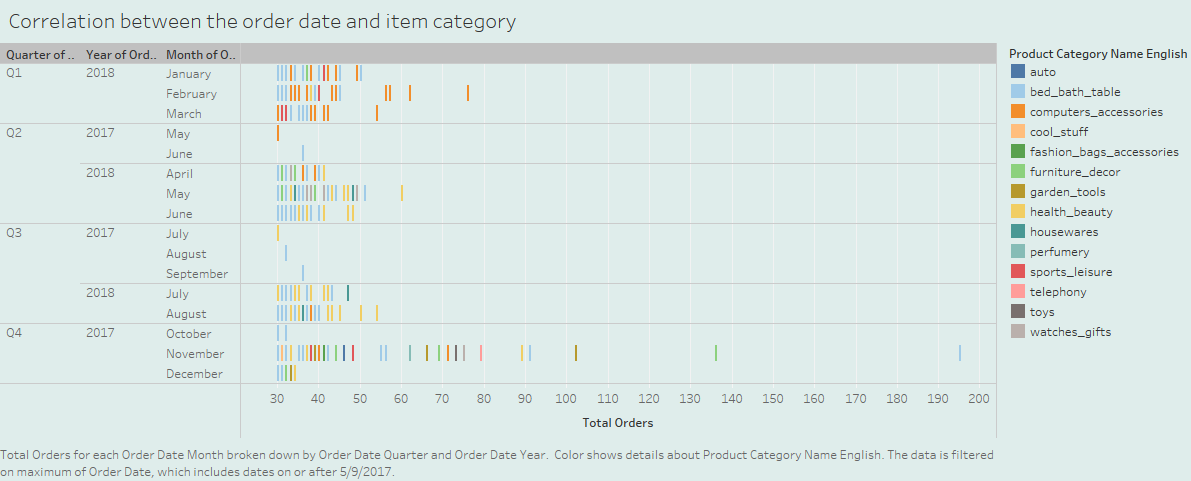 Correlation between the order date and item category
Quarter of .. Year of Ord.. Month of O..
Q1 2018 January
February
March
Q2 2017 May
June
2018 April
May
June
Q3 2017 July
August
September
2018 July
August
Q4 2017 October
November
December
30 40 50 60 70 80 90 100 110 120 130 140 150 160 170 180 190 200
Total Orders
Product Category Name English
auto
bed_bath_table
computers_accessories
cool_stuff
fashion_bags_accessories
furniture_decor
garden_tools
health_beauty
housewares
perfumery
sports_leisure
telephony
toys
watches_gifts
Total Orders for each Order Date Month broken down by Order Date Quarter and Order Date Year. Color shows details about Product Category Name English. The data is filtered
on maximum of Order Date, which includes dates on or after 5/9/2017.